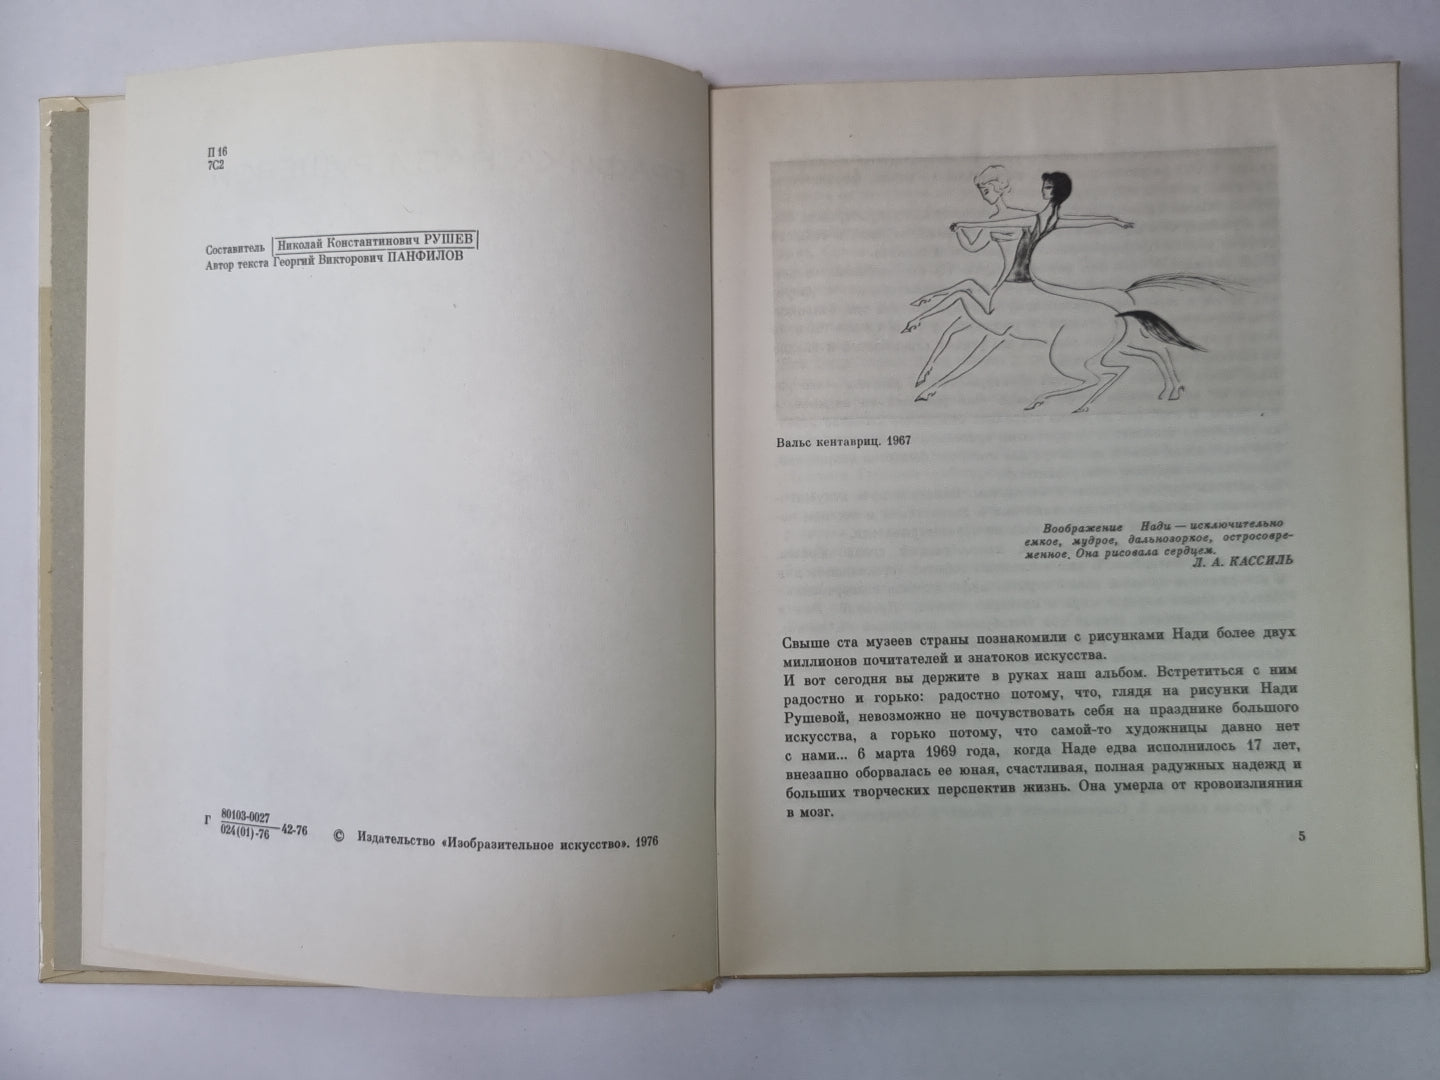 П 16
7С2
Составитель Николай Константинович РУШЕВ
Автор текста Георгий Викторович ПАНФИЛОВ
Г 80103-0027
024(01)-76 42-76
© Издательство «Изобразительное искусство». 1976
Вальс кентавриц. 1967
Воображение Нади — исключительно
емкое, мудрое, дальнозоркое, остросовре-
менное. Она рисовала сердцем.
Л. А. КАССИЛЬ
Свыше ста музеев страны познакомили с рисунками Нади более двух
миллионов почитателей и знатоков искусства.
И вот сегодня вы держите в руках наш альбом. Встретиться с ним
радостно и горько: радостно потому, что, глядя на рисунки Нади
Рушевой, невозможно не почувствовать себя на празднике большого
искусства, а горько потому, что самой-то художницы давно нет
с нами... 6 марта 1969 года, когда Наде едва исполнилось 17 лет,
внезапно оборвалась ее юная, счастливая, полная радужных надежд и
больших творческих перспектив жизнь. Она умерла от кровоизлияния
в мозг.
5